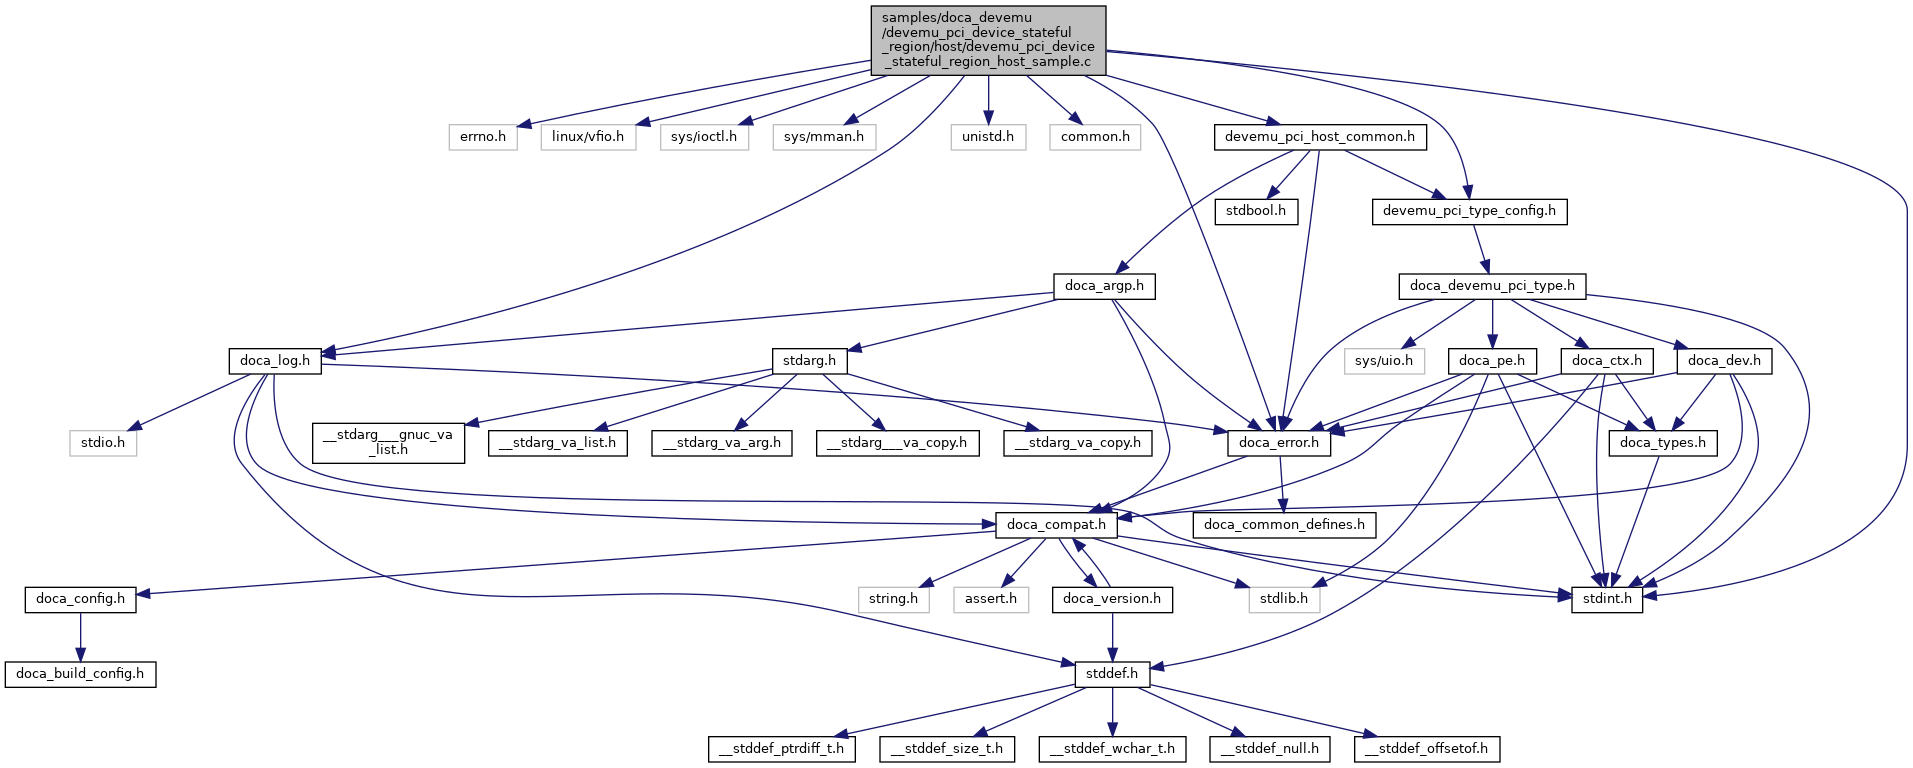 samples/doca_devemu
/devemu_pci_device_stateful
_region/host/devemu_pci_device
_stateful_region_host_sample.c
errno.h
linux/vfio.h
sys/ioctl.h
sys/mman.h
unistd.h
common.h
devemu_pci_host_common.h
stdbool.h
devemu_pci_type_config.h
doca_argp.h
doca_devemu_pci_type.h
doca_log.h
stdarg.h
sys/uio.h
doca_pe.h
doca_ctx.h
doca_dev.h
stdio.h
__stdarg___gnuc_va
_list.h
__stdarg_va_list.h
__stdarg_va_arg.h
__stdarg___va_copy.h
__stdarg_va_copy.h
doca_error.h
doca_types.h
doca_compat.h
doca_common_defines.h
doca_config.h
string.h
assert.h
doca_version.h
stdlib.h
stdint.h
doca_build_config.h
stddef.h
__stddef_ptrdiff_t.h
__stddef_size_t.h
__stddef_wchar_t.h
__stddef_null.h
__stddef_offsetof.h